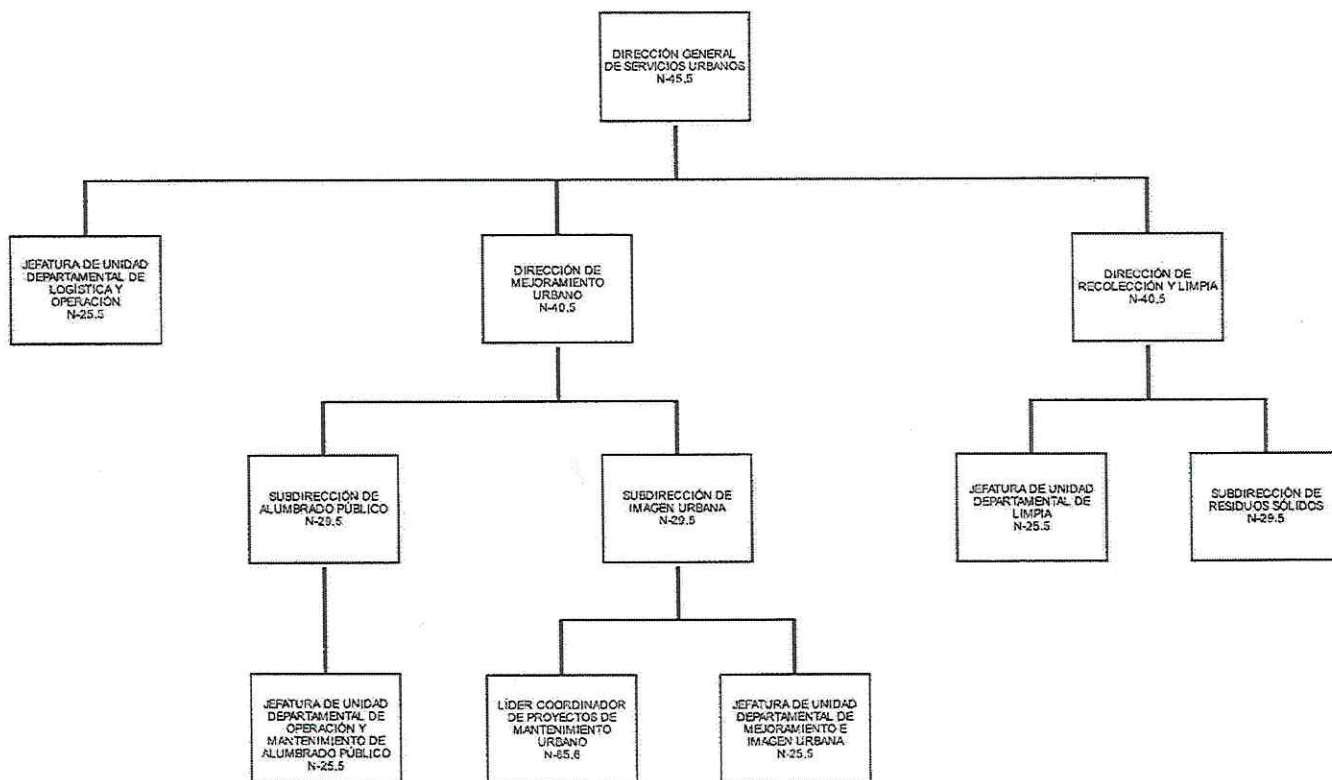 DIRECCIÓN GENERAL
DE SERVICIOS URBANOS
N-45.5
JEFATURA DE UNIDAD
DEPARTAMENTAL DE
LOGÍSTICA Y
OPERACIÓN
N-25.5
DIRECCIÓN DE
MEJORAMIENTO
URBANO
N-40.5
DIRECCIÓN DE
RECOLECCIÓN Y LIMPIA
N-40.5
SUBDIRECCIÓN DE
ALUMBRADO PÚBLICO
N-29.5
SUBDIRECCIÓN DE
IMAGEN URBANA
N-29.5
JEFATURA DE UNIDAD
DEPARTAMENTAL DE
LIMPIA
N-25.5
SUBDIRECCIÓN DE
RESIDUOS SÓLIDOS
N-29.5
JEFATURA DE UNIDAD
DEPARTAMENTAL DE
OPERACIÓN Y
MANTENIMIENTO DE
ALUMBRADO PÚBLICO
N-25.5
LÍDER COORDINADOR
DE PROYECTOS DE
MANTENIMIENTO
URBANO
N-85.6
JEFATURA DE UNIDAD
DEPARTAMENTAL DE
MEJORAMIENTO E
IMAGEN URBANA
N-25.5